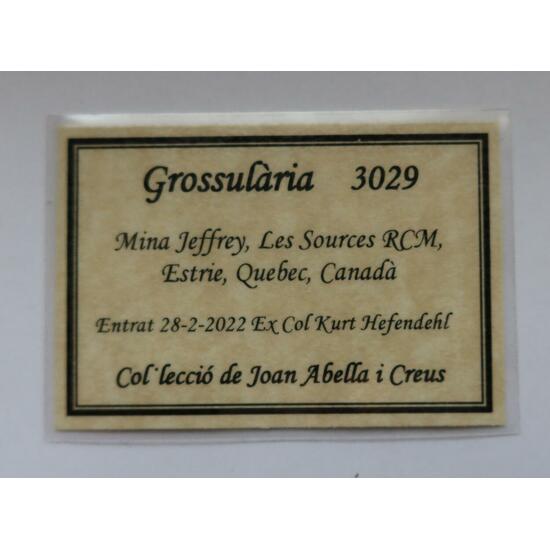 Grossulària 3029
Mina Jeffrey, Les Sources RCM,
Estrie, Quebec, Canadà
Entrat 28-2-2022 Ex Col Kurt Hefendehl
Col·lecció de Joan Abella i Creus